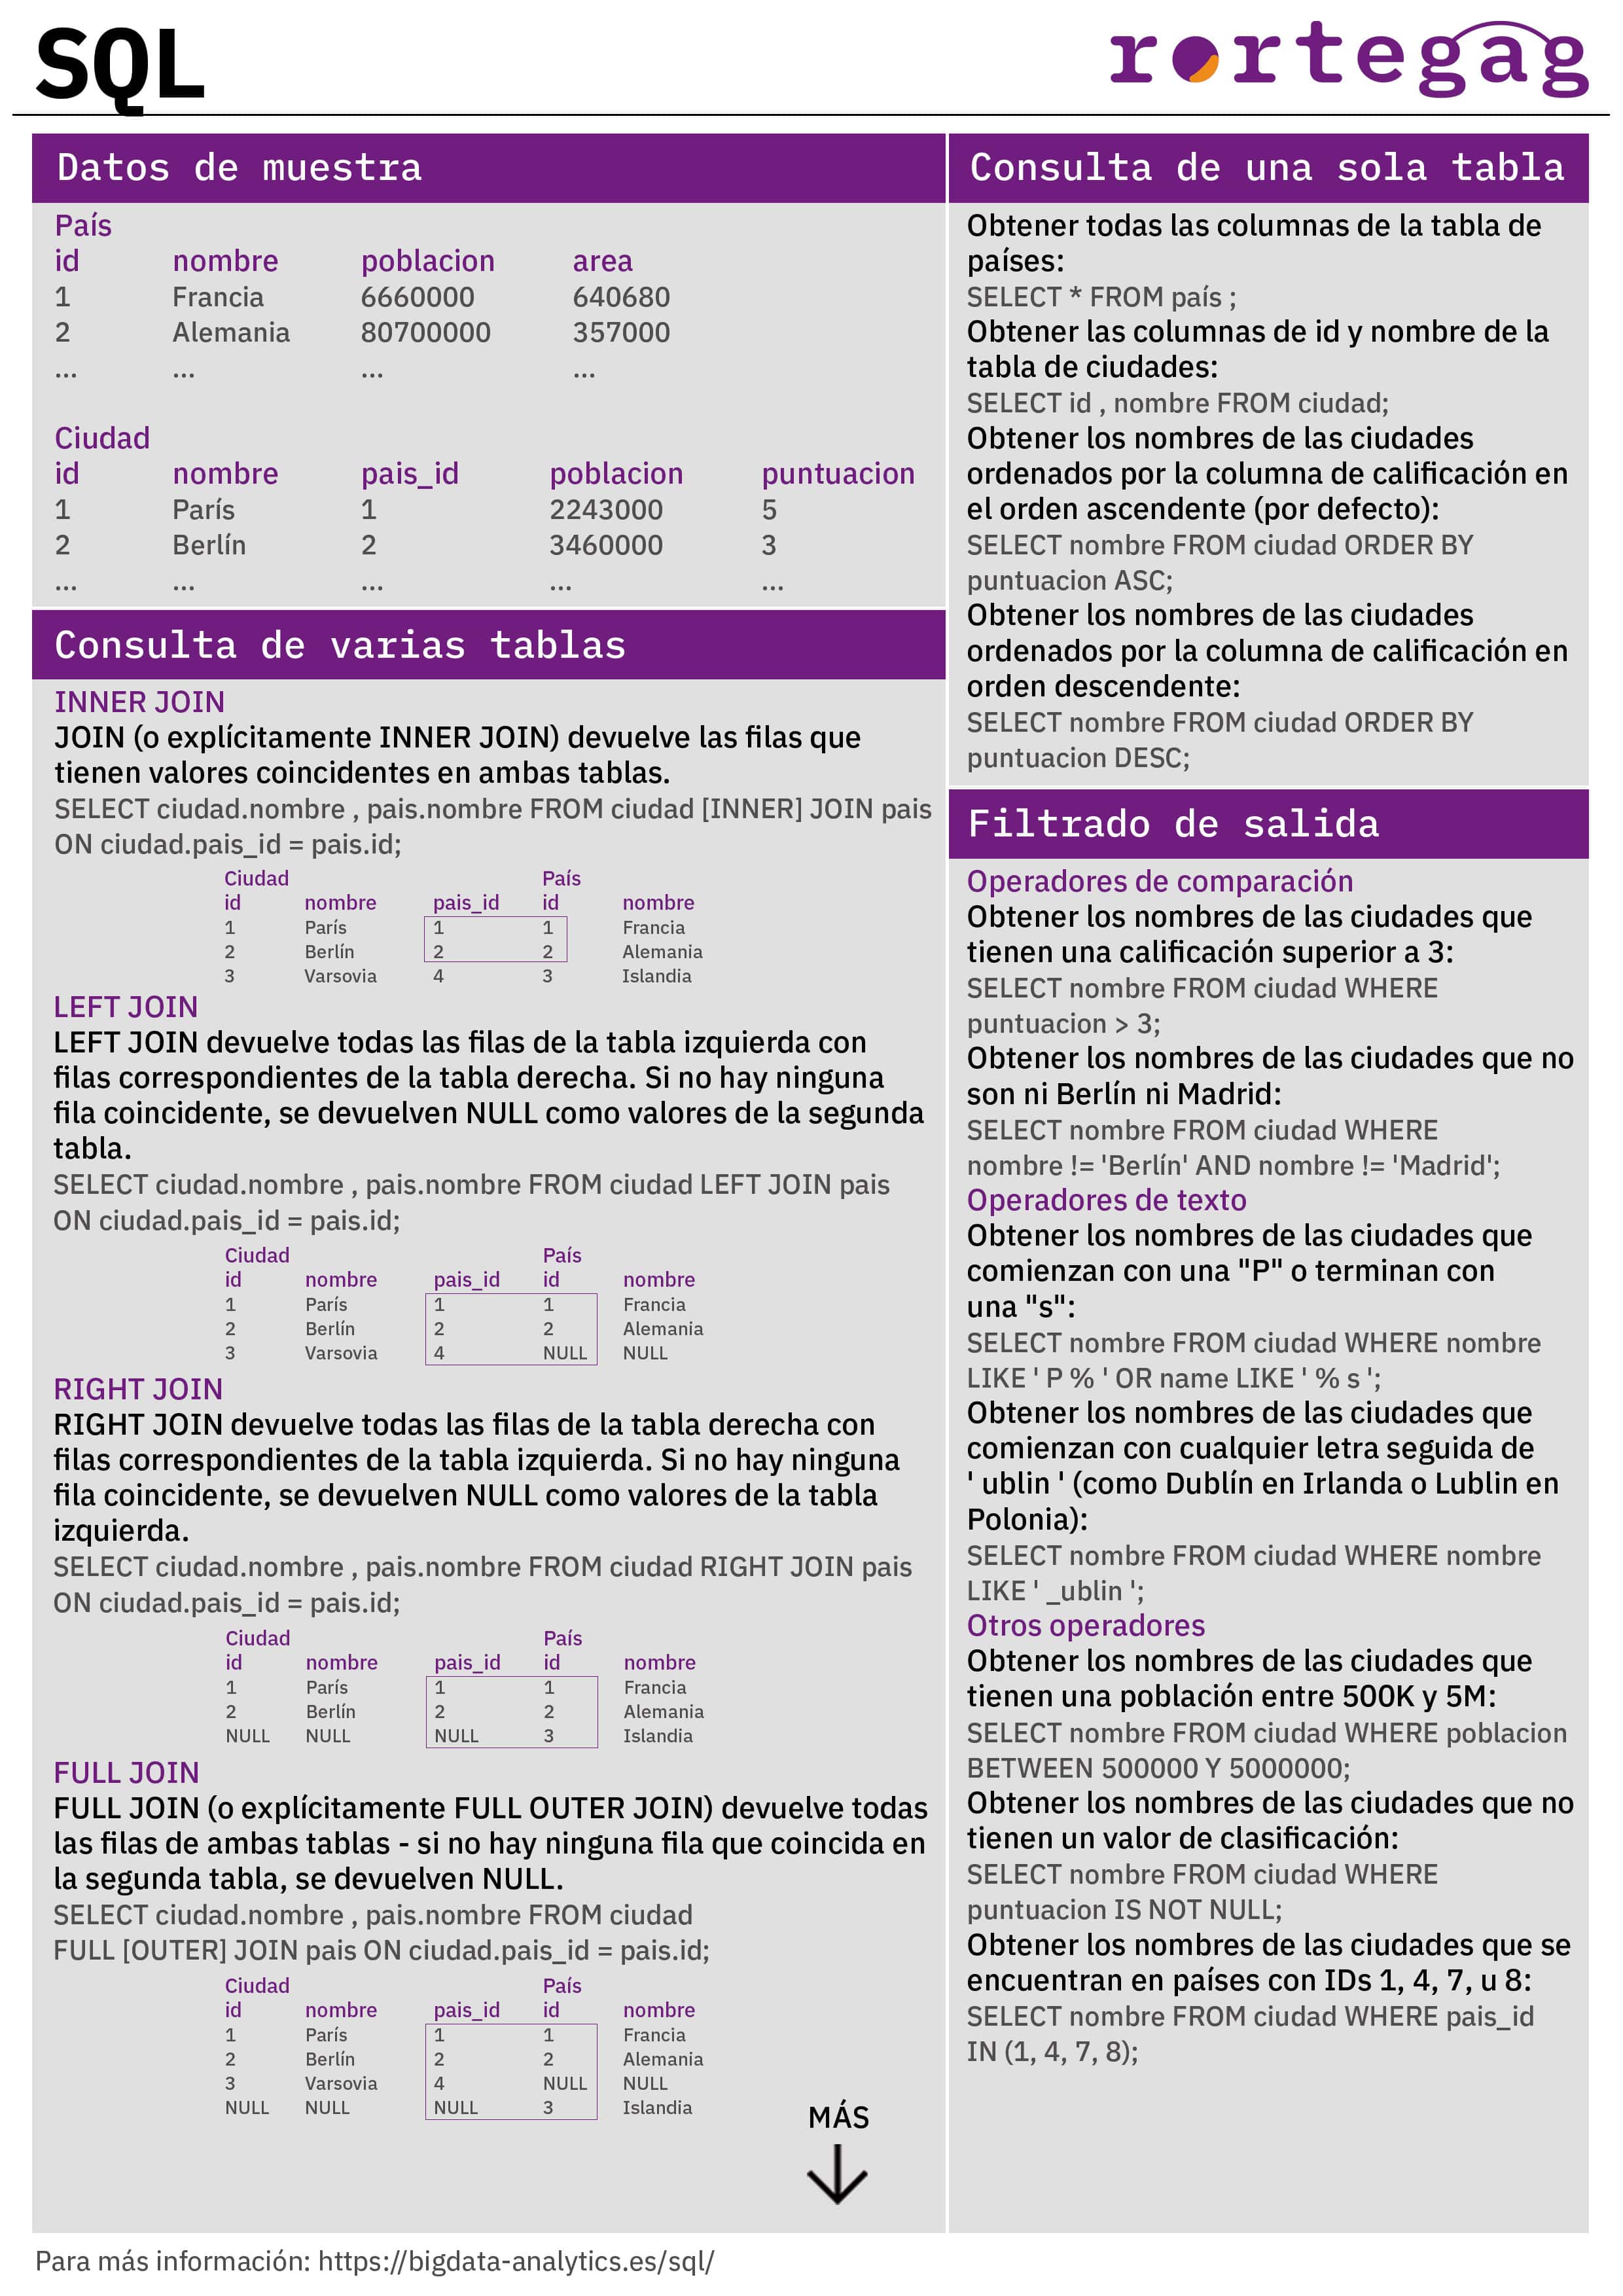 SQL
rortegag
Datos de muestra
País
id nombre poblacion area
1 Francia 6660000 640680
2 Alemania 80700000 357000
... ... ... ...
Ciudad
id nombre pais_id poblacion puntuacion
1 París 1 2243000 5
2 Berlín 2 3460000 3
... ... ... ... ...
Consulta de varias tablas
INNER JOIN
JOIN (o explícitamente INNER JOIN) devuelve las filas que
tienen valores coincidentes en ambas tablas.
SELECT ciudad.nombre , pais.nombre FROM ciudad [INNER] JOIN pais
ON ciudad.pais_id = pais.id;
Ciudad País
id nombre pais_id id nombre
1 París 1 1 Francia
2 Berlín 2 2 Alemania
3 Varsovia 4 3 Islandia
LEFT JOIN
LEFT JOIN devuelve todas las filas de la tabla izquierda con
filas correspondientes de la tabla derecha. Si no hay ninguna
fila coincidente, se devuelven NULL como valores de la segunda
tabla.
SELECT ciudad.nombre , pais.nombre FROM ciudad LEFT JOIN pais
ON ciudad.pais_id = pais.id;
Ciudad País
id nombre pais_id id nombre
1 París 1 1 Francia
2 Berlín 2 2 Alemania
3 Varsovia 4 NULL NULL
RIGHT JOIN
RIGHT JOIN devuelve todas las filas de la tabla derecha con
filas correspondientes de la tabla izquierda. Si no hay ninguna
fila coincidente, se devuelven NULL como valores de la tabla
izquierda.
SELECT ciudad.nombre , pais.nombre FROM ciudad RIGHT JOIN pais
ON ciudad.pais_id = pais.id;
Ciudad País
id nombre pais_id id nombre
1 París 1 1 Francia
2 Berlín 2 2 Alemania
NULL NULL NULL 3 Islandia
FULL JOIN
FULL JOIN (o explícitamente FULL OUTER JOIN) devuelve todas
las filas de ambas tablas - si no hay ninguna fila que coincida en
la segunda tabla, se devuelven NULL.
SELECT ciudad.nombre , pais.nombre FROM ciudad
FULL [OUTER] JOIN pais ON ciudad.pais_id = pais.id;
Ciudad País
id nombre pais_id id nombre
1 París 1 1 Francia
2 Berlín 2 2 Alemania
3 Varsovia 4 NULL NULL
NULL NULL NULL 3 Islandia
MÁS
Consulta de una sola tabla
Obtener todas las columnas de la tabla de
países:
SELECT * FROM país ;
Obtener las columnas de id y nombre de la
tabla de ciudades:
SELECT id , nombre FROM ciudad;
Obtener los nombres de las ciudades
ordenados por la columna de calificación en
el orden ascendente (por defecto):
SELECT nombre FROM ciudad ORDER BY
puntuacion ASC;
Obtener los nombres de las ciudades
ordenados por la columna de calificación en
orden descendente:
SELECT nombre FROM ciudad ORDER BY
puntuacion DESC;
Filtrado de salida
Operadores de comparación
Obtener los nombres de las ciudades que
tienen una calificación superior a 3:
SELECT nombre FROM ciudad WHERE
puntuacion > 3;
Obtener los nombres de las ciudades que no
son ni Berlín ni Madrid:
SELECT nombre FROM ciudad WHERE
nombre != 'Berlín' AND nombre != 'Madrid';
Operadores de texto
Obtener los nombres de las ciudades que
comienzan con una "P" o terminan con
una "s":
SELECT nombre FROM ciudad WHERE nombre
LIKE ' P % ' OR name LIKE ' % s ';
Obtener los nombres de las ciudades que
comienzan con cualquier letra seguida de
' ublin ' (como Dublín en Irlanda o Lublin en
Polonia):
SELECT nombre FROM ciudad WHERE nombre
LIKE ' _ublin ';
Otros operadores
Obtener los nombres de las ciudades que
tienen una población entre 500K y 5M:
SELECT nombre FROM ciudad WHERE poblacion
BETWEEN 500000 Y 5000000;
Obtener los nombres de las ciudades que no
tienen un valor de clasificación:
SELECT nombre FROM ciudad WHERE
puntuacion IS NOT NULL;
Obtener los nombres de las ciudades que se
encuentran en países con IDs 1, 4, 7, u 8:
SELECT nombre FROM ciudad WHERE pais_id
IN (1, 4, 7, 8);
Para más información: https://bigdata-analytics.es/sql/